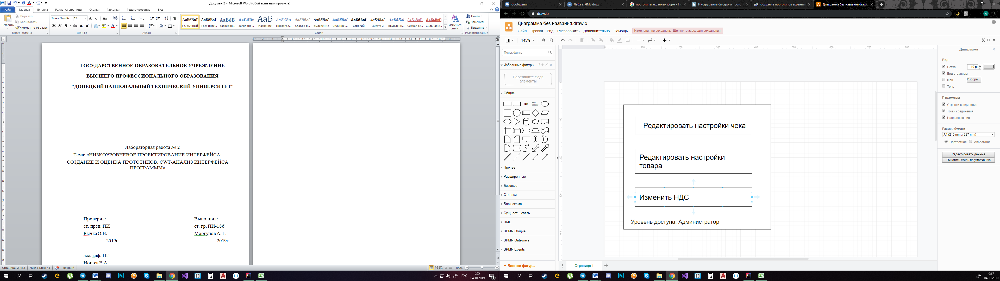 Документ2 - Microsoft Word (Сбой активации продукта)
Файл Главная Вставка Разметка страницы Ссылки Рассылки Рецензирование Вид
Вставить
Вырезать
Копировать
Формат по образцу
Буфер обмена
Times New Ro 12
Шрифт
Абзац
АаБбВвГ АаБбВвГ АаБбВ АаБбВв АаБ АаБбВв АаБбВвГ АаБбВвГ АаБбВвГ АаБбВвГ АаБбВвГ АаБбВвГ АаБбВвГг АаБбВвГг
¶ Обычный ¶ Без инте... Заголово... Заголово... Название Подзагол... Слабое в... Выделение Сильное ... Строгий Цитата 2 Выделенн... Слабая сс... Сильная с...
Стили
Изменить
стили
Найти
Заменить
Выделить
Редактирование
ГОСУДАРСТВЕННОЕ ОБРАЗОВАТЕЛЬНОЕ УЧРЕЖДЕНИЕ
ВЫСШЕГО ПРОФЕССИОНАЛЬНОГО ОБРАЗОВАНИЯ
"ДОНЕЦКИЙ НАЦИОНАЛЬНЫЙ ТЕХНИЧЕСКИЙ УНИВЕРСИТЕТ"
Лабораторная работа № 2
Тема: «НИЗКОУРОВНЕВОЕ ПРОЕКТИРОВАНИЕ ИНТЕРФЕЙСА:
СОЗДАНИЕ И ОЦЕНКА ПРОТОТИПОВ. CWT-АНАЛИЗ ИНТЕРФЕЙСА
ПРОГРАММЫ»
Проверил: Выполнил:
ст. преп. ПИ ст. гр. ПИ-18б
Рычка О.В. Моргунов А. Г.
____.____.2019г. ____.____.2019г.
асс. каф. ПИ
Ногтев Е.А.
Страница: 2 из 2 Число слов: 48 русский 100%
РУС 0:27
04.10.2019
Сообщения Лаба 2. ЧМВ.docx прототипы экранных форм - По Инструменты быстрого прото Создание прототипов экранны Диаграмма без названия.drawio
draw.io
Диаграмма без названия.drawio
Файл Правка Вид Расположить Дополнительно Помощь Изменения не сохранены. Щелкните здесь для сохранения.
145%
Поиск фигур
Избранные фигуры
Перетащите сюда
элементы
Общие
Text
Прочее
Расширенные
Базовые
Стрелки
Блок-схема
Сущность–связь
UML
BPMN Общие
BPMN Gateways
BPMN Events
Больше фигур...
Редактировать настройки чека
Редактировать настройки
товара
Изменить НДС
Уровень доступа: Администратор
Страница 1
Диаграмма
Вид
Сетка 10 pt
Вид страницы
Фон Изобра...
Тень
Параметры
Стрелки соединения
Точки соединения
Направляющие
Размер бумаги
A4 (210 mm x 297 mm)
Портретная Альбомная
Редактировать данные
Очистить стиль по умолчанию
0:27
04.10.2019